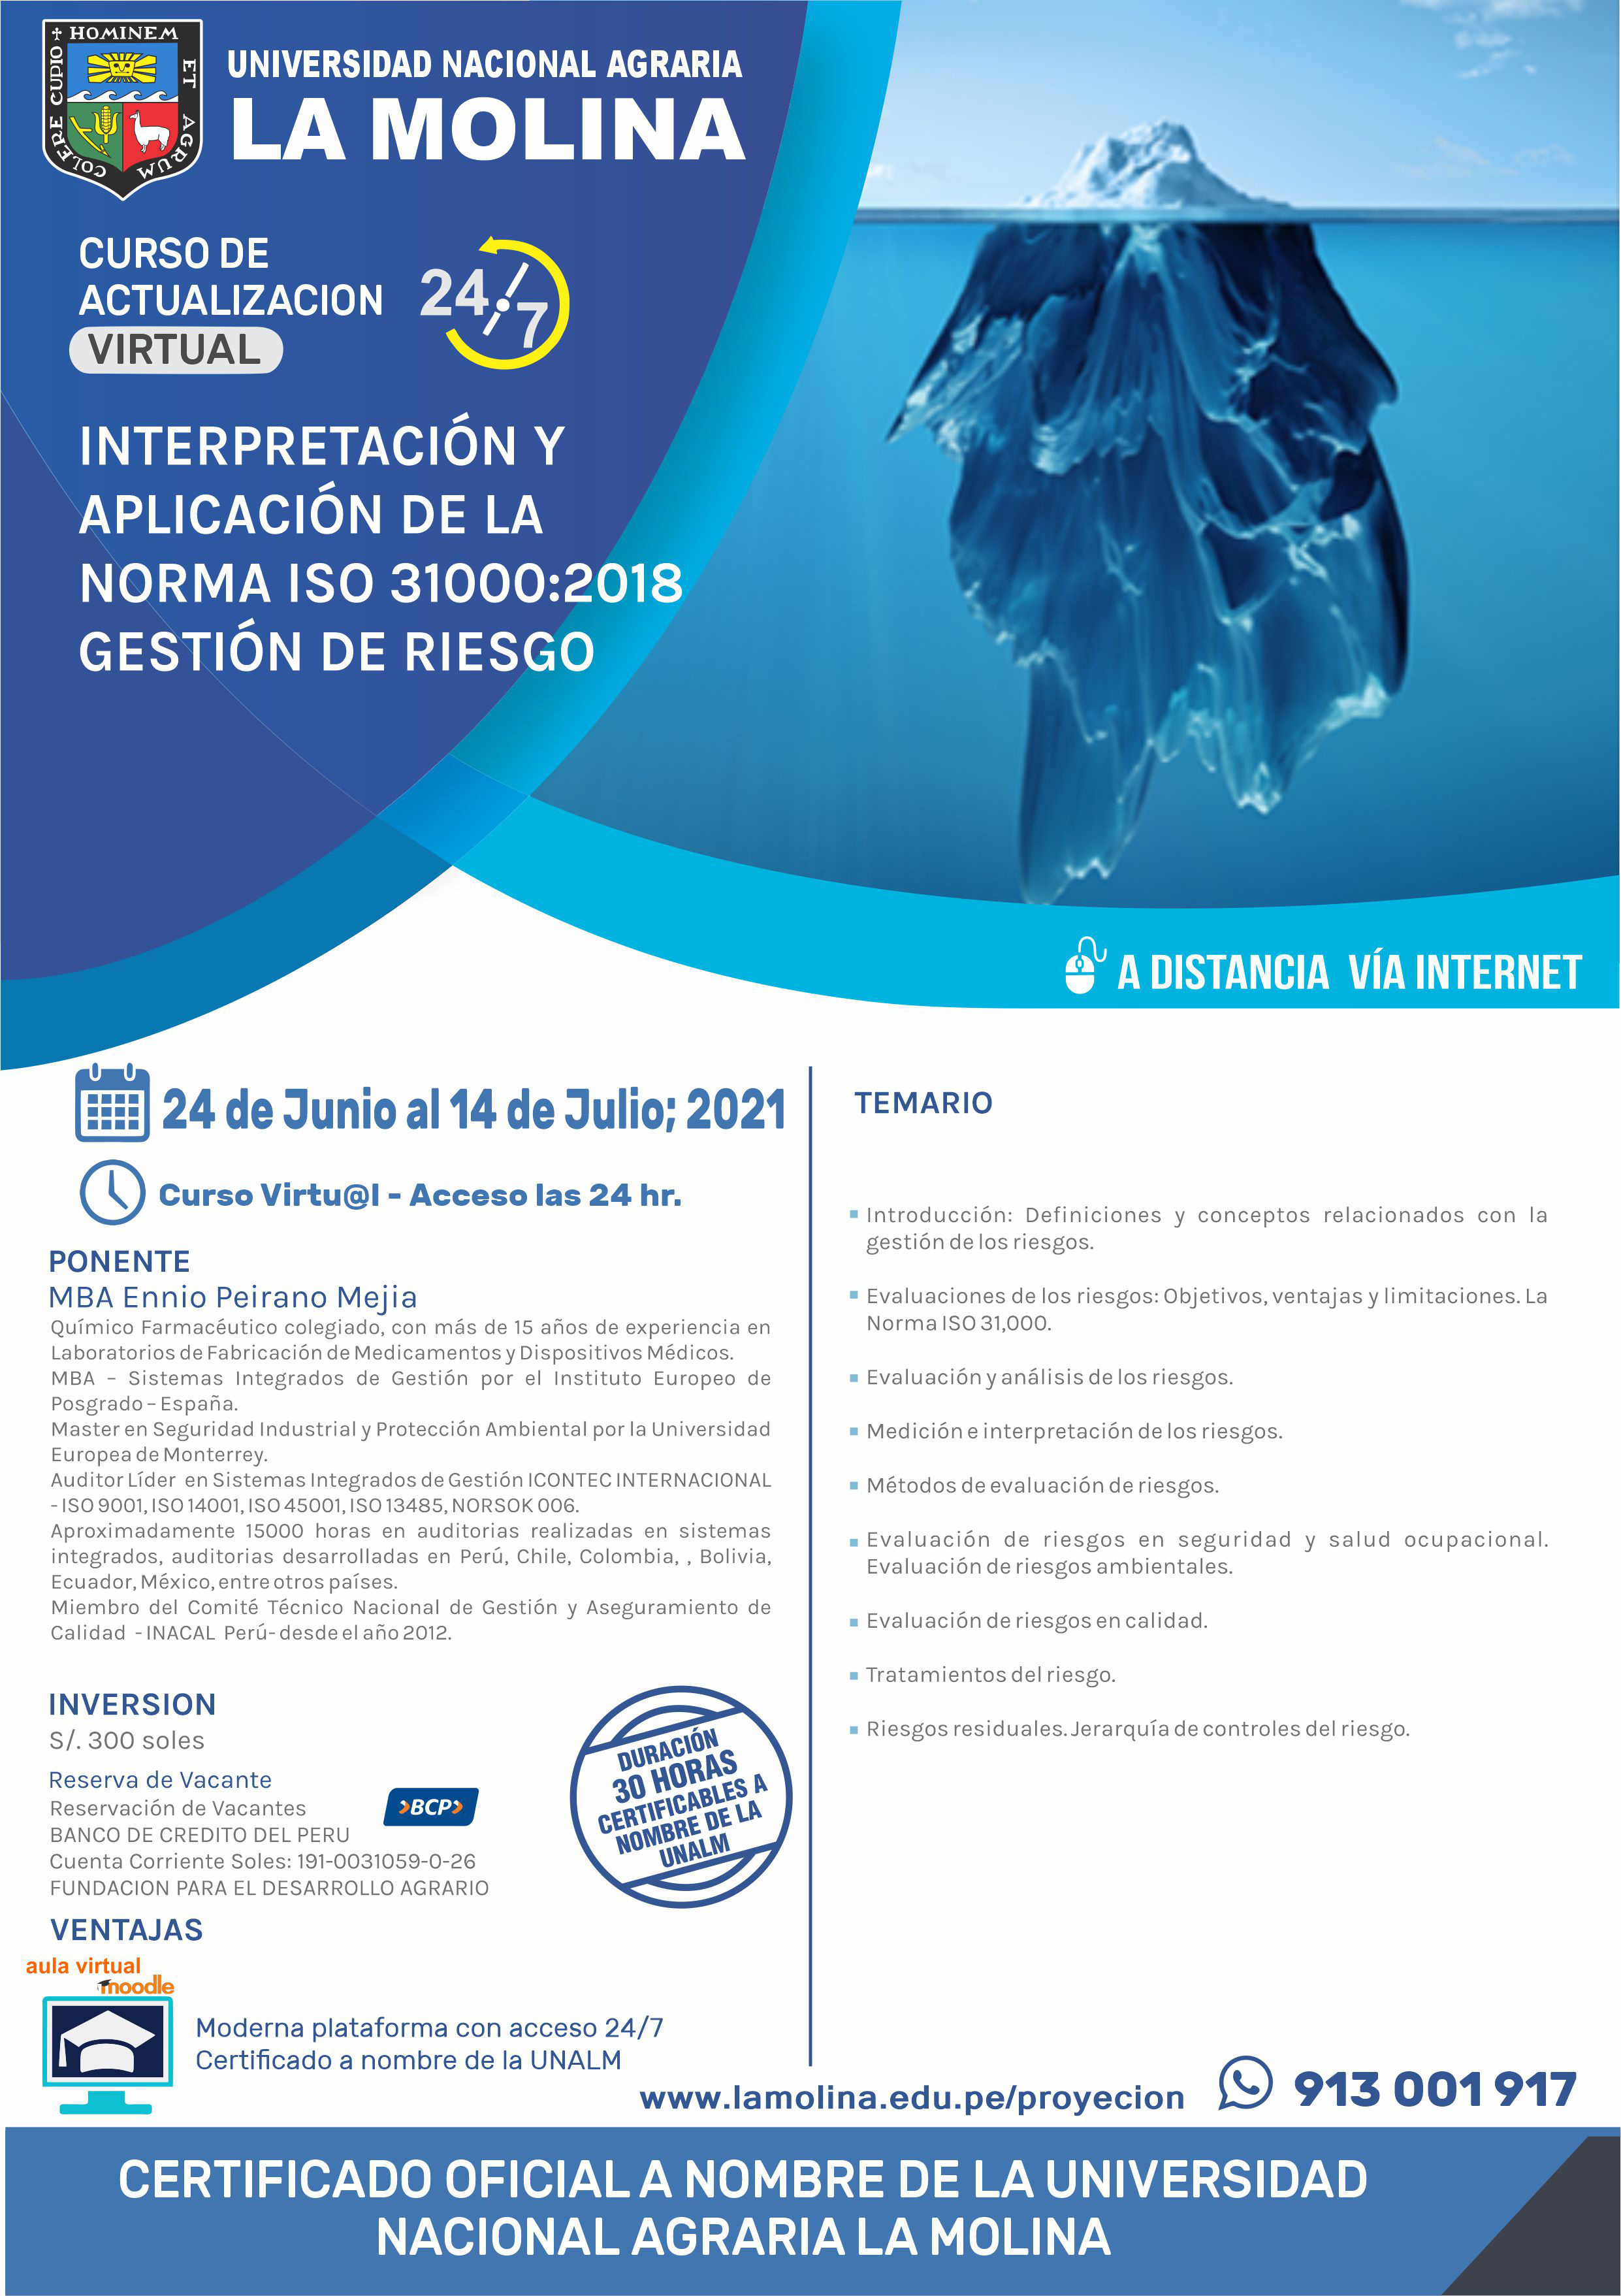 HOMINEM
COLERE CUPIO
ET AGRUM
UNIVERSIDAD NACIONAL AGRARIA
LA MOLINA
CURSO DE
ACTUALIZACION
VIRTUAL
24/7
INTERPRETACIÓN Y
APLICACIÓN DE LA
NORMA ISO 31000:2018
GESTIÓN DE RIESGO
A DISTANCIA VÍA INTERNET
24 de Junio al 14 de Julio; 2021
Curso Virtu@l - Acceso las 24 hr.
PONENTE
MBA Ennio Peirano Mejia
Químico Farmacéutico colegiado, con más de 15 años de experiencia en
Laboratorios de Fabricación de Medicamentos y Dispositivos Médicos.
MBA – Sistemas Integrados de Gestión por el Instituto Europeo de
Posgrado – España.
Master en Seguridad Industrial y Protección Ambiental por la Universidad
Europea de Monterrey.
Auditor Líder en Sistemas Integrados de Gestión ICONTEC INTERNACIONAL
- ISO 9001, ISO 14001, ISO 45001, ISO 13485, NORSOK 006.
Aproximadamente 15000 horas en auditorias realizadas en sistemas
integrados, auditorias desarrolladas en Perú, Chile, Colombia, , Bolivia,
Ecuador, México, entre otros países.
Miembro del Comité Técnico Nacional de Gestión y Aseguramiento de
Calidad - INACAL Perú- desde el año 2012.
INVERSION
S/. 300 soles
Reserva de Vacante
Reservación de Vacantes
BANCO DE CREDITO DEL PERU
Cuenta Corriente Soles: 191-0031059-0-26
FUNDACION PARA EL DESARROLLO AGRARIO
>BCP>
DURACIÓN
30 HORAS
CERTIFICABLES A
NOMBRE DE LA
UNALM
VENTAJAS
aula virtual
moodle
Moderna plataforma con acceso 24/7
Certificado a nombre de la UNALM
TEMARIO
Introducción: Definiciones y conceptos relacionados con la
gestión de los riesgos.
Evaluaciones de los riesgos: Objetivos, ventajas y limitaciones. La
Norma ISO 31,000.
Evaluación y análisis de los riesgos.
Medición e interpretación de los riesgos.
Métodos de evaluación de riesgos.
Evaluación de riesgos en seguridad y salud ocupacional.
Evaluación de riesgos ambientales.
Evaluación de riesgos en calidad.
Tratamientos del riesgo.
Riesgos residuales. Jerarquía de controles del riesgo.
www.lamolina.edu.pe/proyecion
913 001 917
CERTIFICADO OFICIAL A NOMBRE DE LA UNIVERSIDAD
NACIONAL AGRARIA LA MOLINA